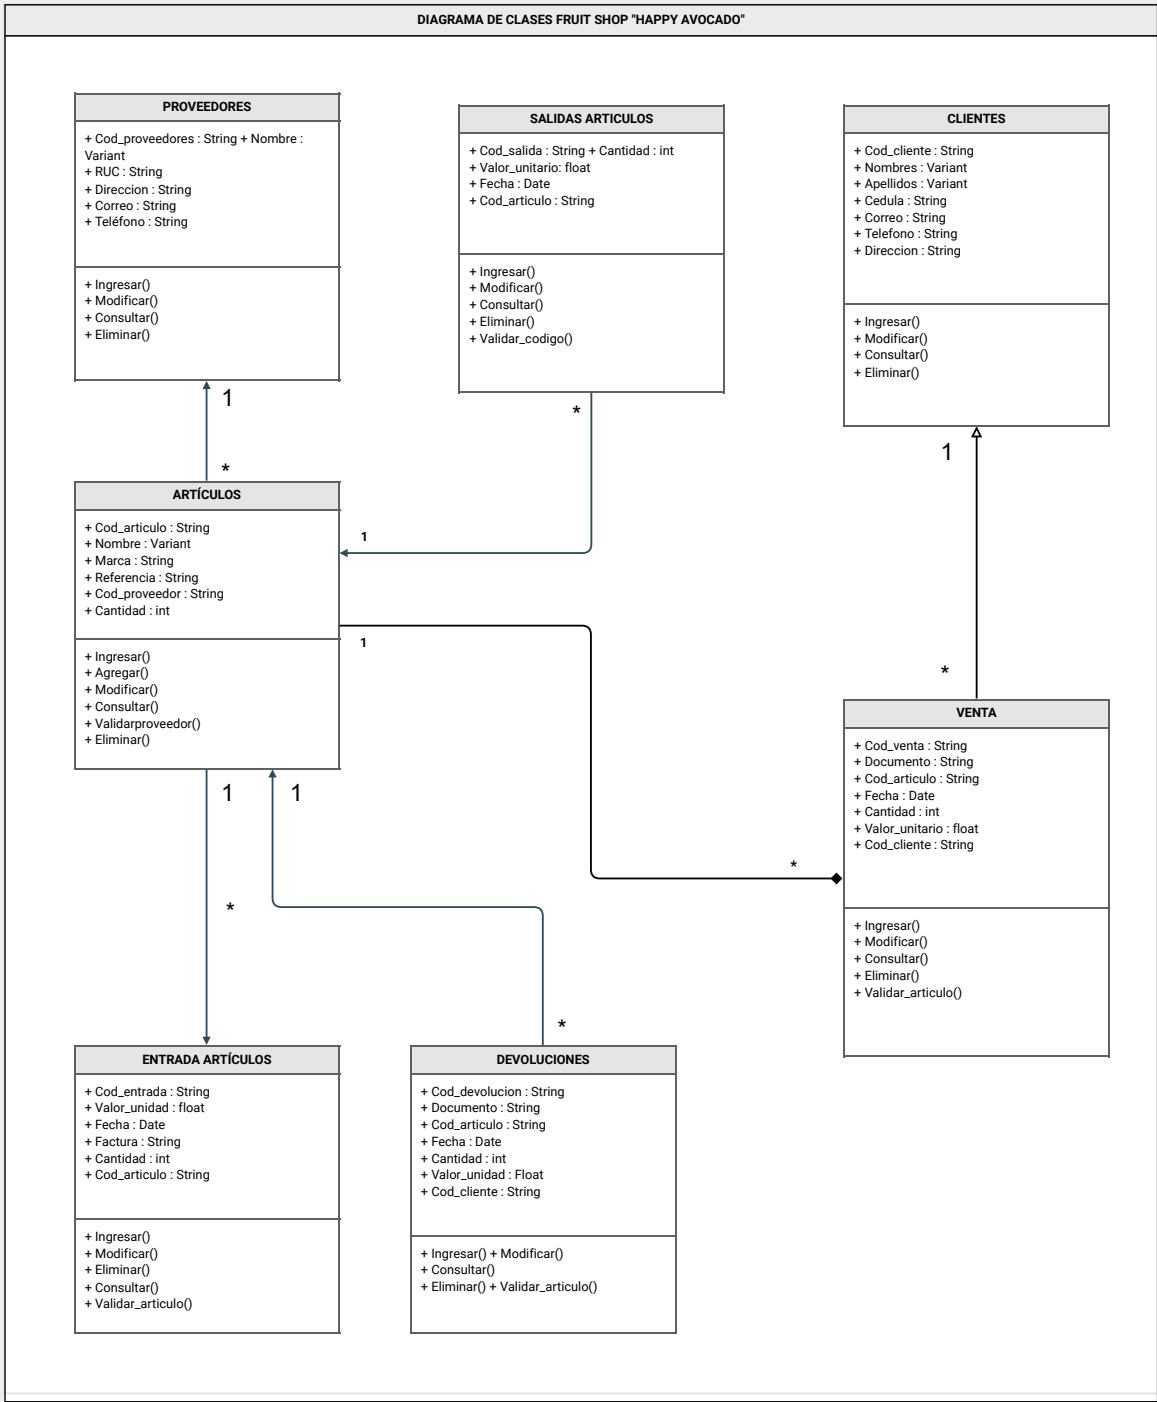 DIAGRAMA DE CLASES FRUIT SHOP "HAPPY AVOCADO"
PROVEEDORES
+ Cod_proveedores : String + Nombre :
Variant
+ RUC : String
+ Direccion : String
+ Correo : String
+ Teléfono : String
+ Ingresar()
+ Modificar()
+ Consultar()
+ Eliminar()
SALIDAS ARTICULOS
+ Cod_salida : String + Cantidad : int
+ Valor_unitario: float
+ Fecha : Date
+ Cod_articulo : String
+ Ingresar()
+ Modificar()
+ Consultar()
+ Eliminar()
+ Validar_codigo()
CLIENTES
+ Cod_cliente : String
+ Nombres : Variant
+ Apellidos : Variant
+ Cedula : String
+ Correo : String
+ Telefono : String
+ Direccion : String
+ Ingresar()
+ Modificar()
+ Consultar()
+ Eliminar()
1
*
*
1
1
*
ARTÍCULOS
+ Cod_articulo : String
+ Nombre : Variant
+ Marca : String
+ Referencia : String
+ Cod_proveedor : String
+ Cantidad : int
+ Ingresar()
+ Agregar()
+ Modificar()
+ Consultar()
+ Validarproveedor()
+ Eliminar()
1
*
VENTA
+ Cod_venta : String
+ Documento : String
+ Cod_articulo : String
+ Fecha : Date
+ Cantidad : int
+ Valor_unitario : float
+ Cod_cliente : String
+ Ingresar()
+ Modificar()
+ Consultar()
+ Eliminar()
+ Validar_articulo()
1
1
*
*
ENTRADA ARTÍCULOS
+ Cod_entrada : String
+ Valor_unidad : float
+ Fecha : Date
+ Factura : String
+ Cantidad : int
+ Cod_articulo : String
+ Ingresar()
+ Modificar()
+ Eliminar()
+ Consultar()
+ Validar_articulo()
DEVOLUCIONES
+ Cod_devolucion : String
+ Documento : String
+ Cod_articulo : String
+ Fecha : Date
+ Cantidad : int
+ Valor_unidad : Float
+ Cod_cliente : String
+ Ingresar() + Modificar()
+ Consultar()
+ Eliminar() + Validar_articulo()